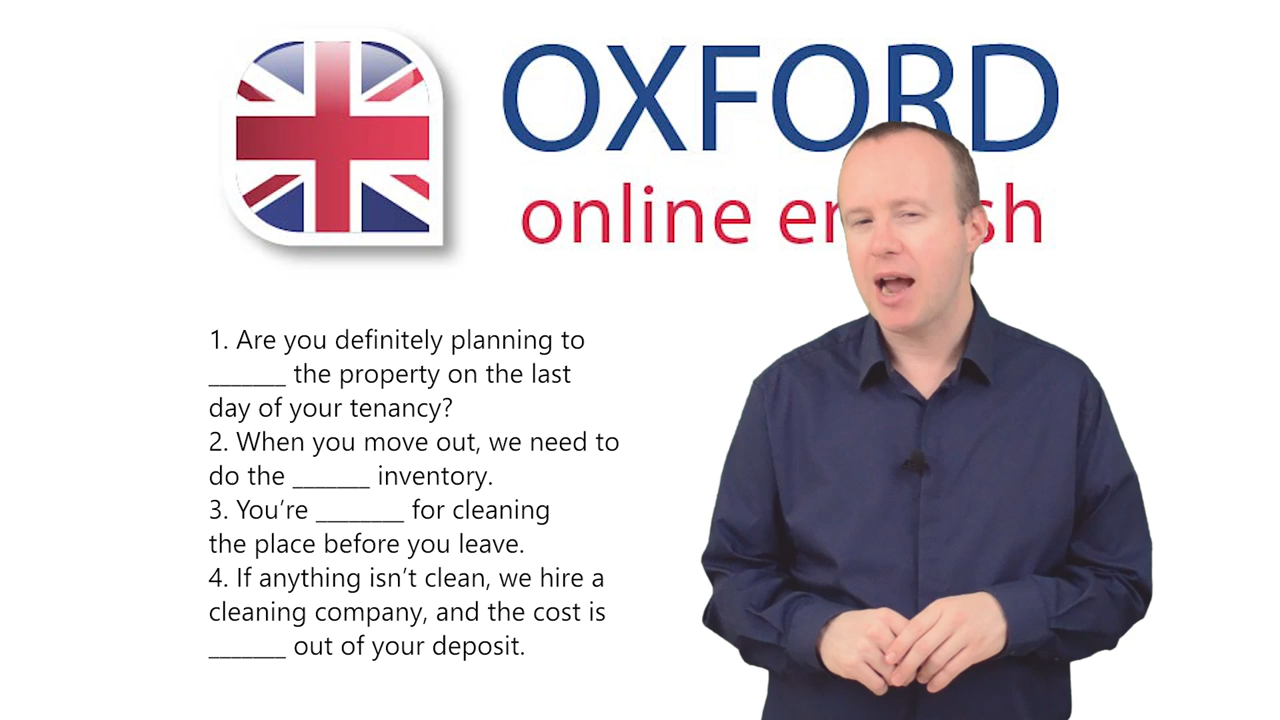 OXFORD
online en sh
1. Are you definitely planning to
_______ the property on the last
day of your tenancy?
2. When you move out, we need to
do the _______ inventory.
3. You’re ________ for cleaning
the place before you leave.
4. If anything isn’t clean, we hire a
cleaning company, and the cost is
_______ out of your deposit.